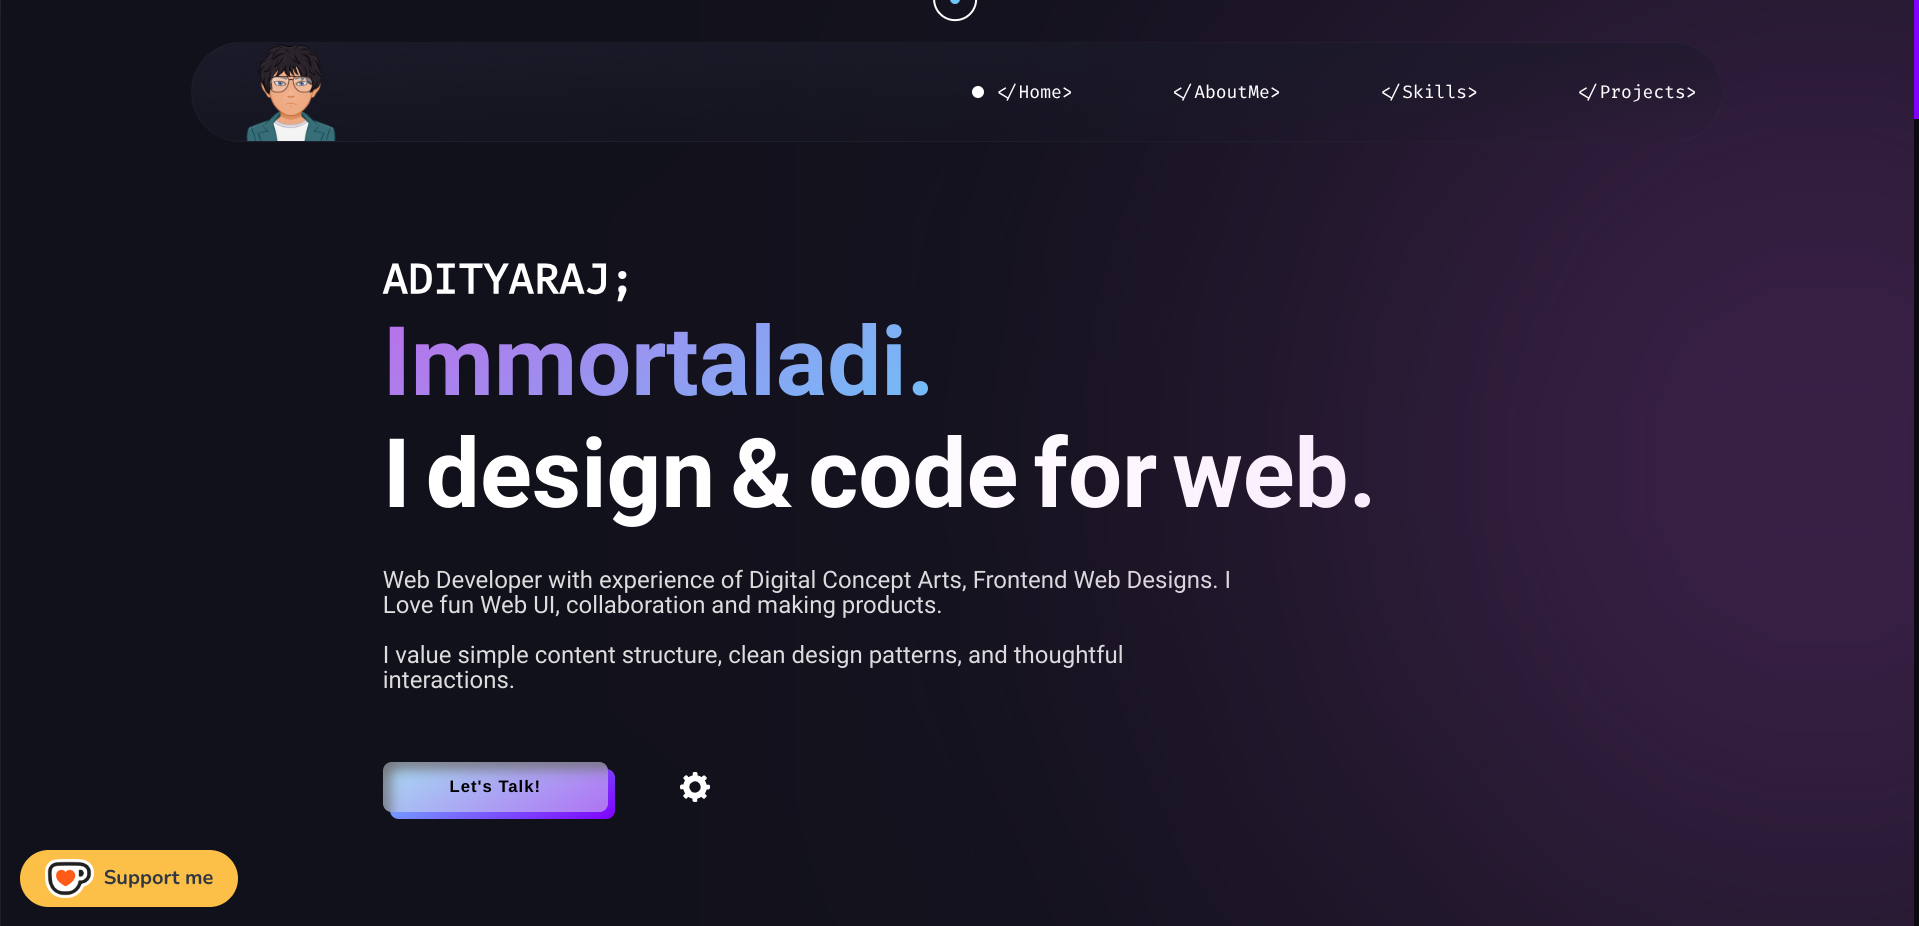 </Home> </AboutMe> </Skills> </Projects>
ADITYARAJ;
Immortaladi.
I design & code for web.
Web Developer with experience of Digital Concept Arts, Frontend Web Designs. I
Love fun Web UI, collaboration and making products.
I value simple content structure, clean design patterns, and thoughtful
interactions.
Let's Talk!
Support me